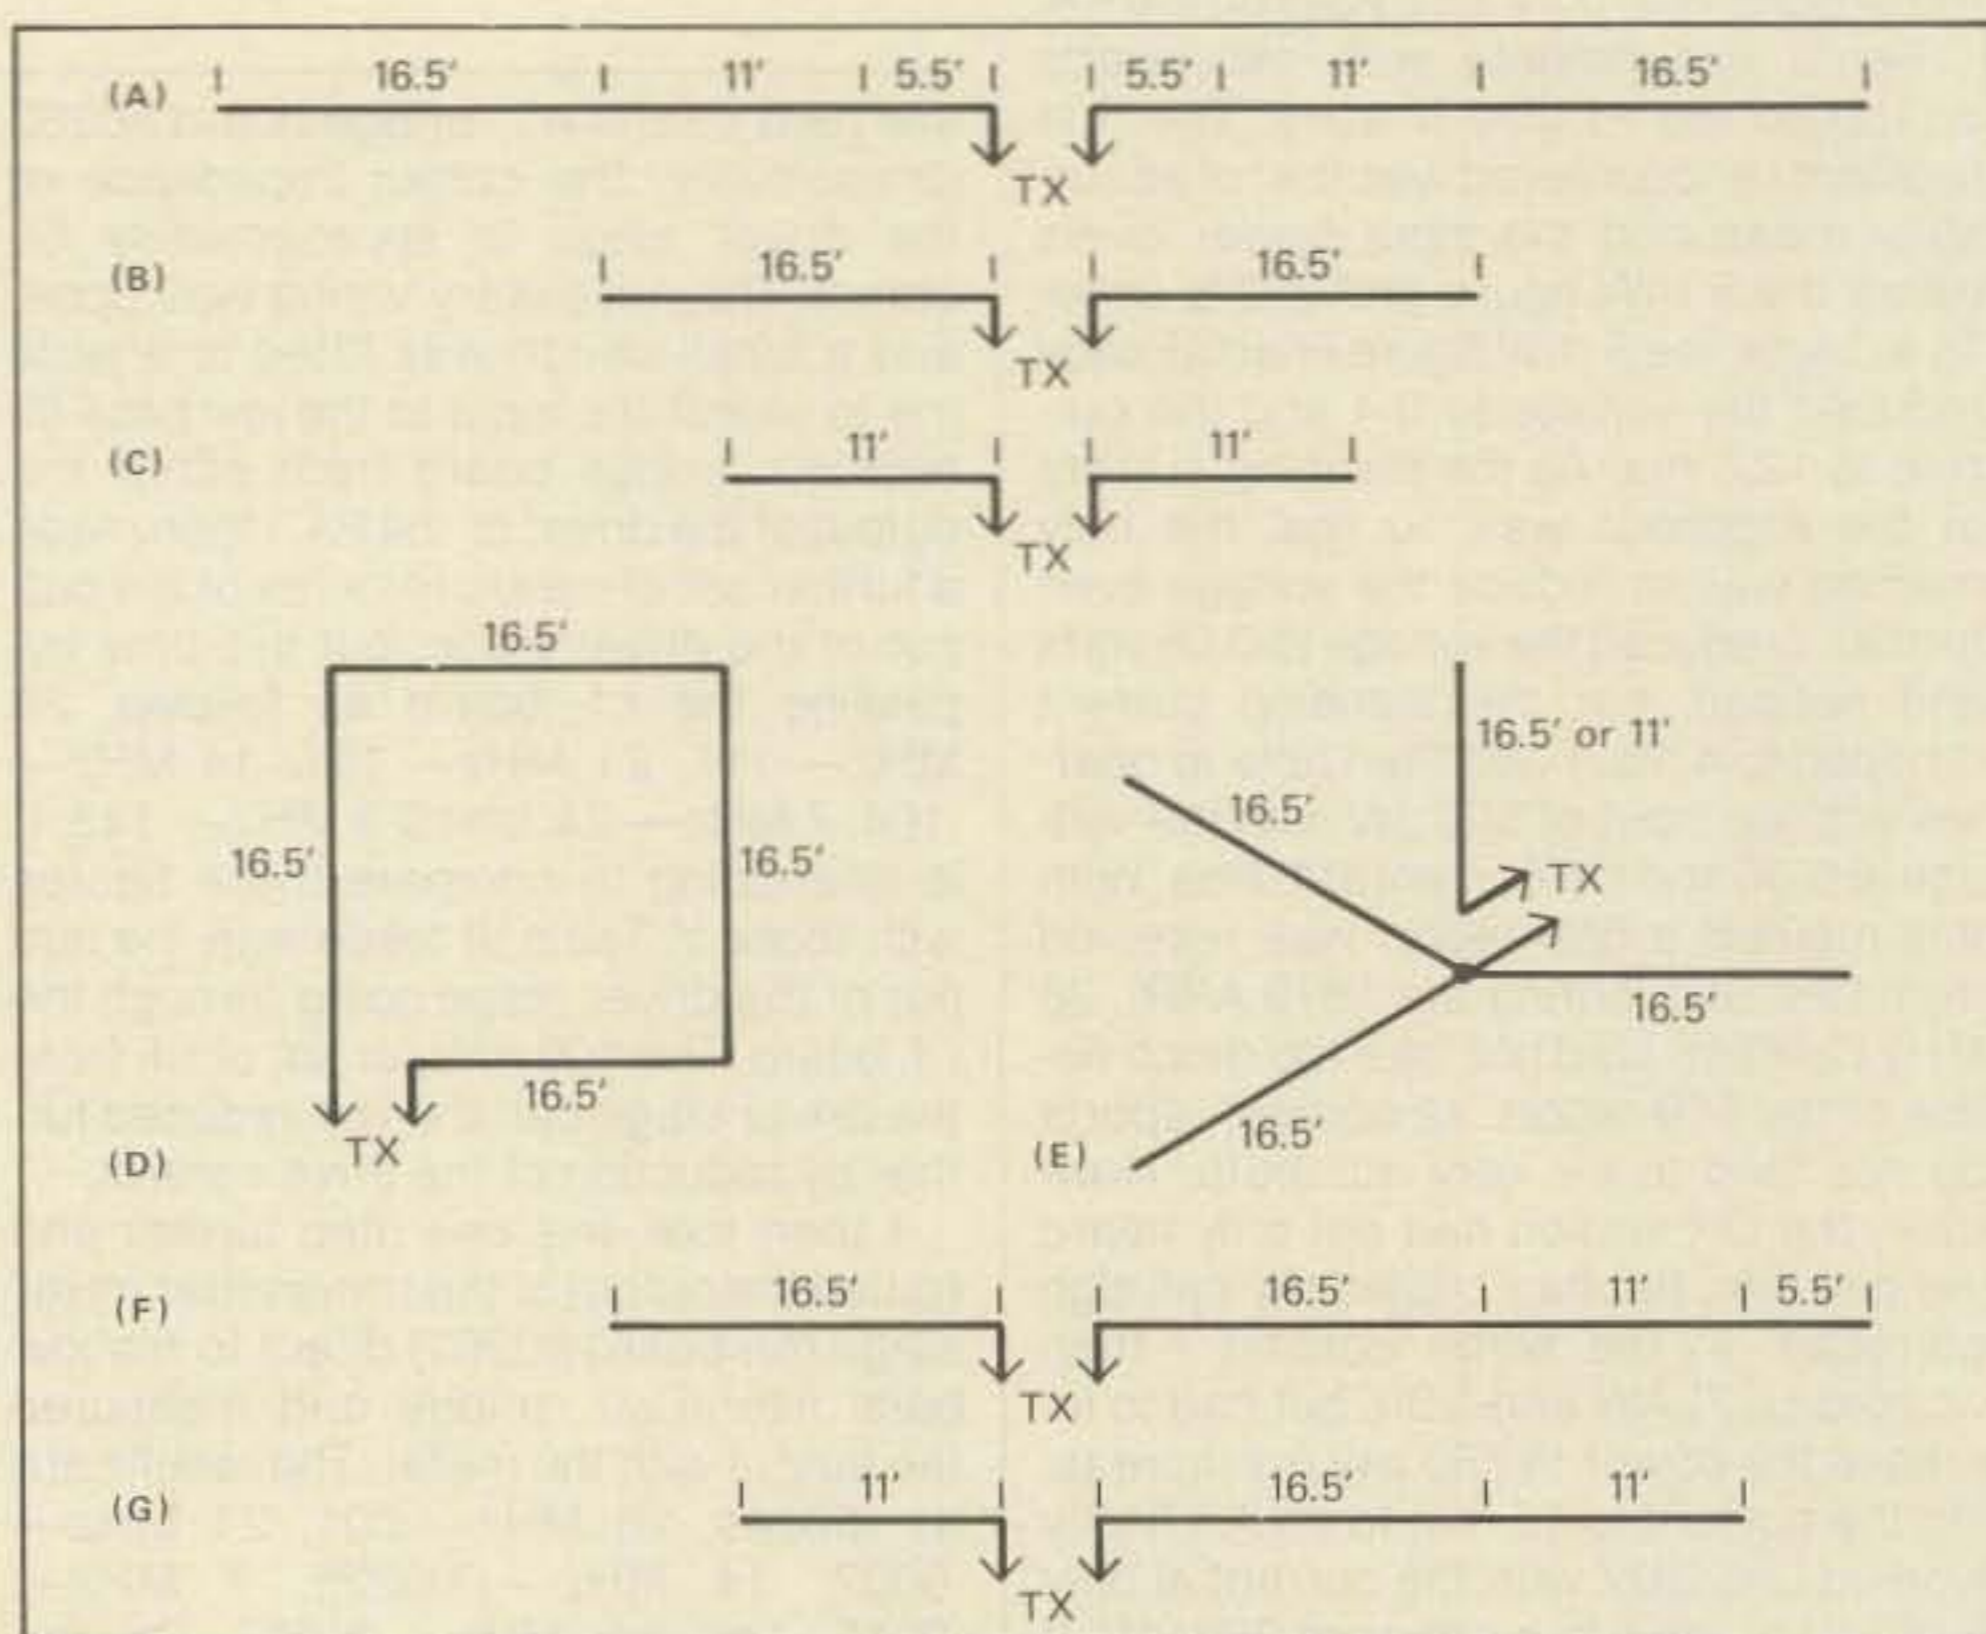 (A) 16.5′ 11′ 5.5′ 5.5′ 11′ 16.5′
TX
(B) 16.5′ 16.5′
TX
(C) 11′ 11′
TX
16.5′
16.5′ 16.5′
16.5′
TX
(D)
16.5′ or 11′
16.5′
TX
16.5′
16.5′
(E)
(F) 16.5′ 16.5′ 11′ 5.5′
TX
(G) 11′ 16.5′ 11′
TX